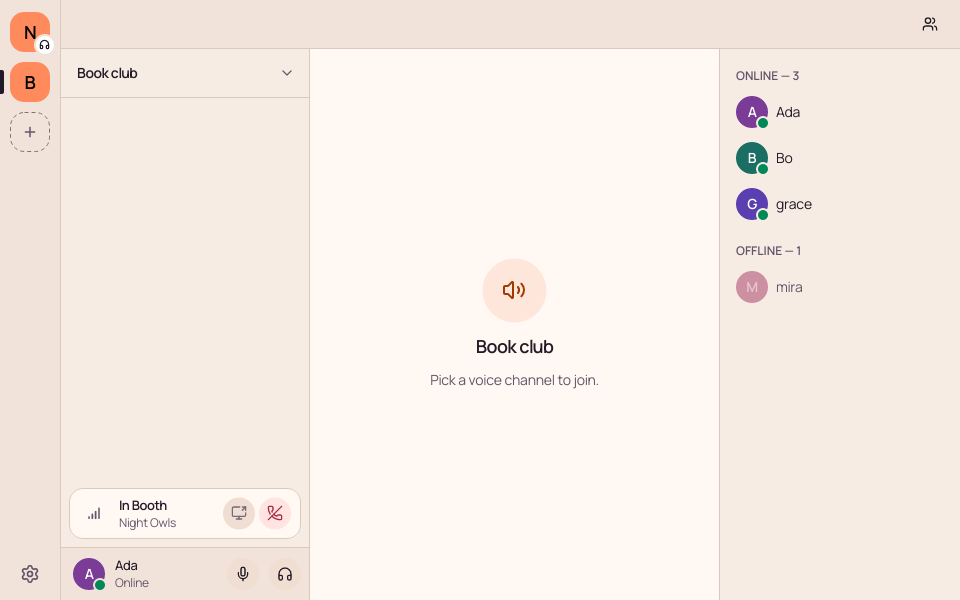 N
B
Book club
In Booth
Night Owls
A
Ada
Online
Book club
Pick a voice channel to join.
ONLINE — 3
A
Ada
B
Bo
G
grace
OFFLINE — 1
M
mira